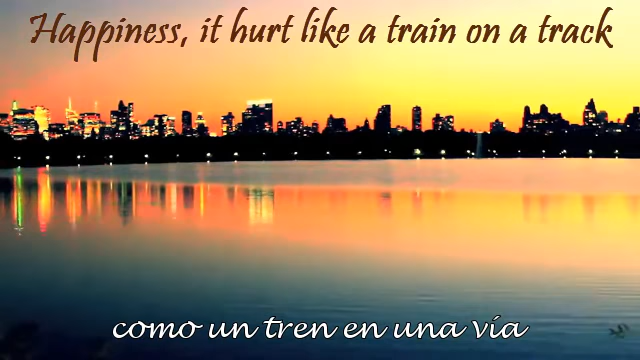 Happiness, it hurt like a train on a track
como un tren en una vía